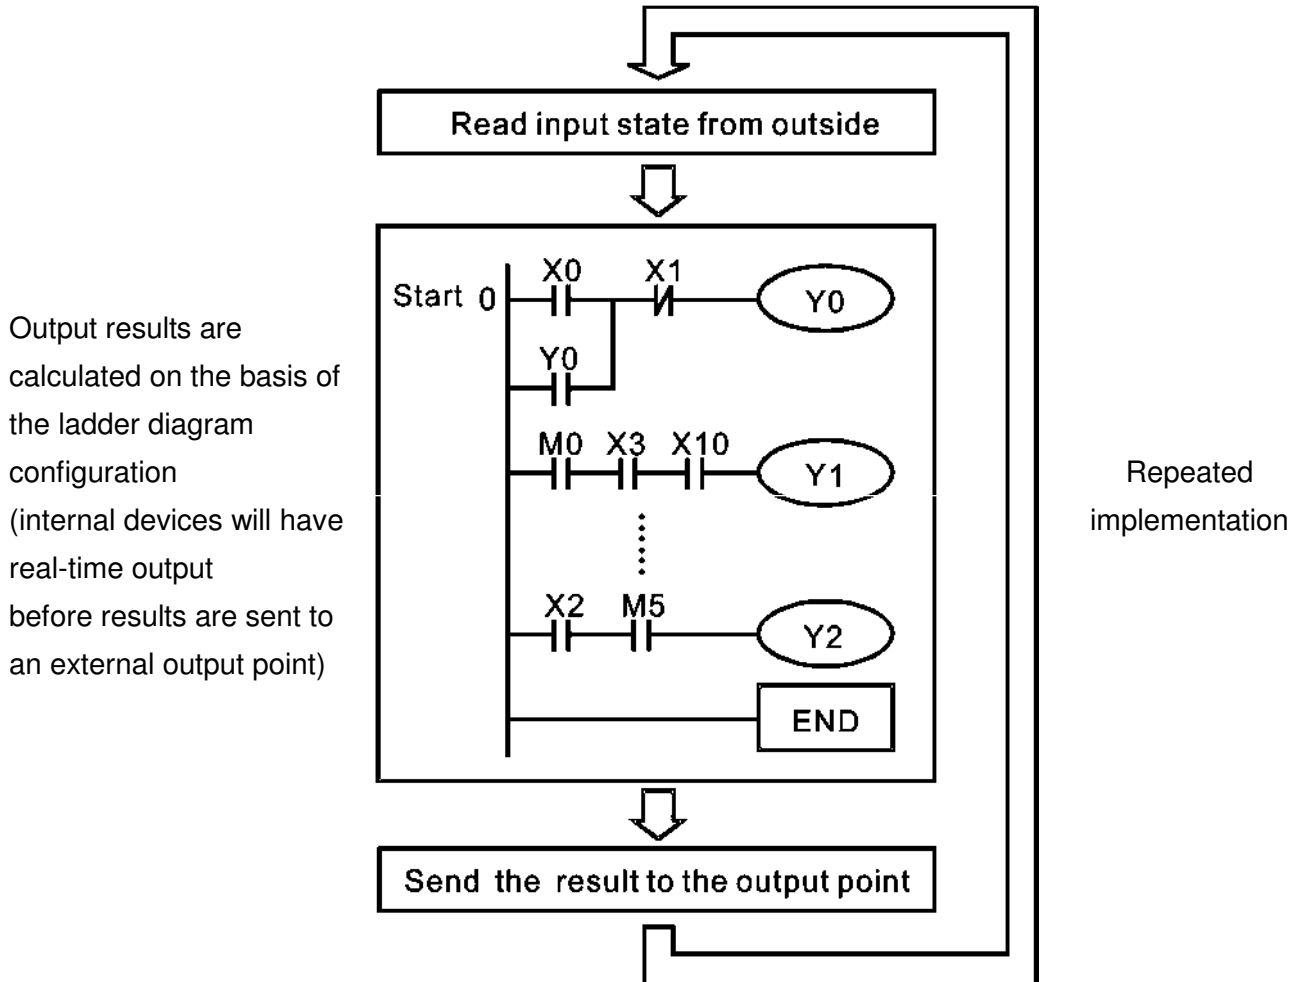 Read input state from outside
Output results are
calculated on the basis of
the ladder diagram
configuration
(internal devices will have
real-time output
before results are sent to
an external output point)
X0 X1
Start 0 Y0
Y0
M0 X3 X10
Y1
X2 M5
Y2
END
Repeated
implementation
Send the result to the output point